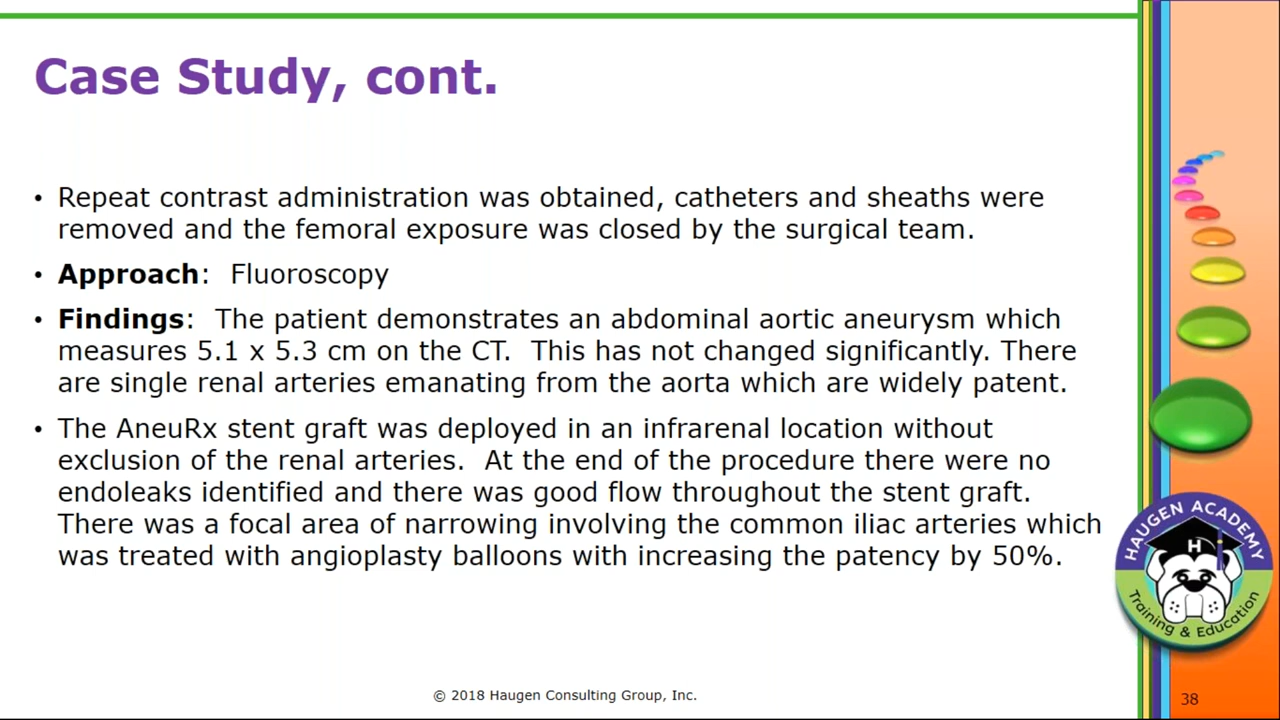 Case Study, cont.
• Repeat contrast administration was obtained, catheters and sheaths were
removed and the femoral exposure was closed by the surgical team.
• Approach:  Fluoroscopy
• Findings:  The patient demonstrates an abdominal aortic aneurysm which
measures 5.1 x 5.3 cm on the CT.  This has not changed significantly. There
are single renal arteries emanating from the aorta which are widely patent.
• The AneuRx stent graft was deployed in an infrarenal location without
exclusion of the renal arteries.  At the end of the procedure there were no
endoleaks identified and there was good flow throughout the stent graft.
There was a focal area of narrowing involving the common iliac arteries which
was treated with angioplasty balloons with increasing the patency by 50%.
HAUGEN ACADEMY
H
Training & Education
© 2018 Haugen Consulting Group, Inc.
38